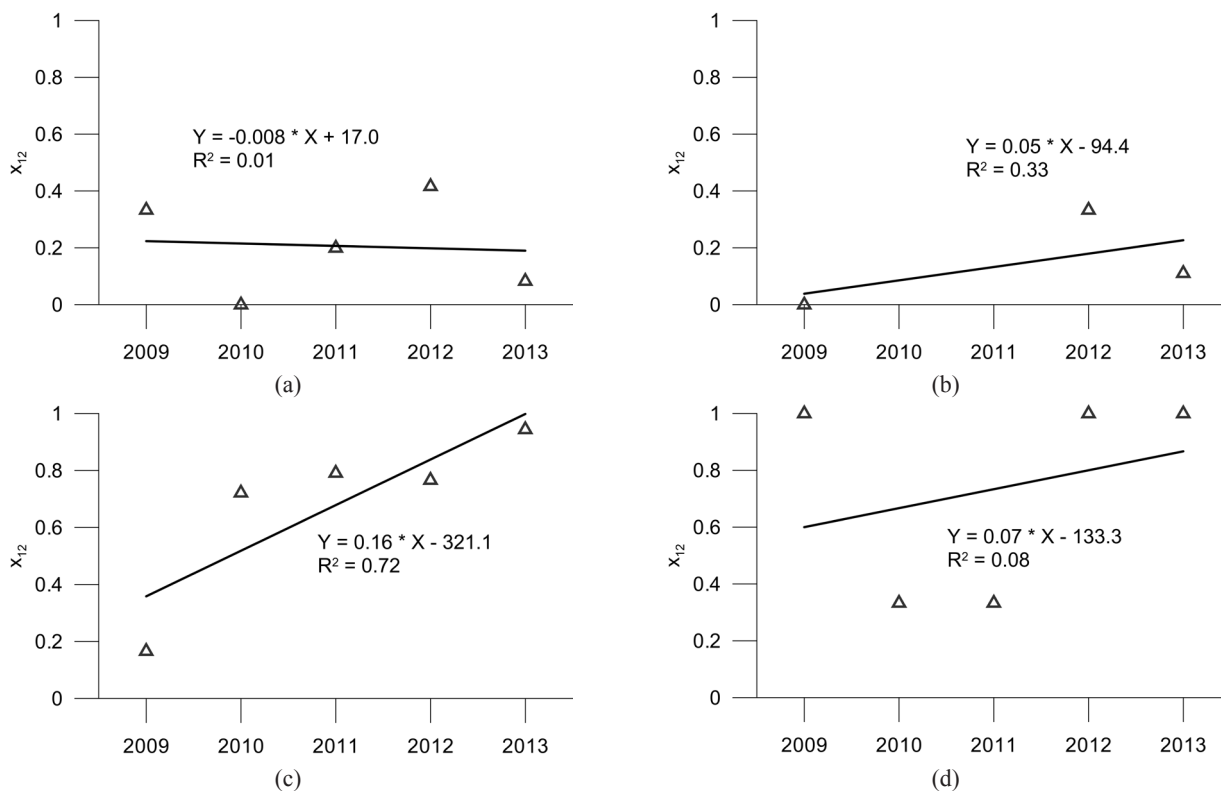 1
0.8
0.6
0.4
0.2
0
x₁₂
Y = -0.008 * X + 17.0
R² = 0.01
2009 2010 2011 2012 2013
(a)
1
0.8
0.6
0.4
0.2
0
x₁₂
Y = 0.05 * X - 94.4
R² = 0.33
2009 2010 2011 2012 2013
(b)
1
0.8
0.6
0.4
0.2
0
x₁₂
Y = 0.16 * X - 321.1
R² = 0.72
2009 2010 2011 2012 2013
(c)
1
0.8
0.6
0.4
0.2
0
x₁₂
Y = 0.07 * X - 133.3
R² = 0.08
2009 2010 2011 2012 2013
(d)